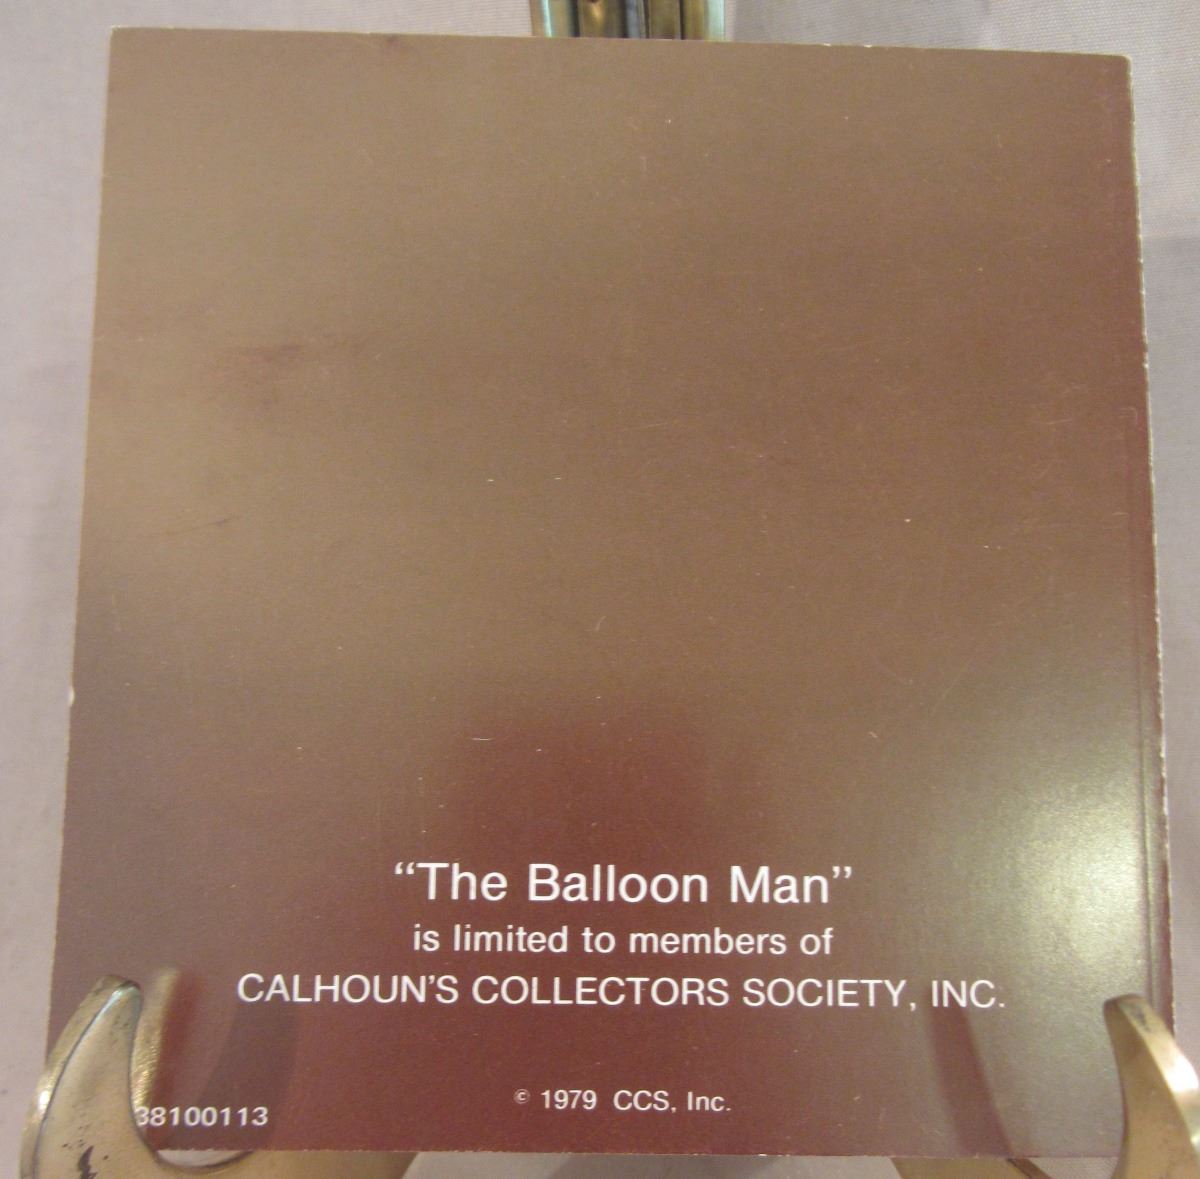 “The Balloon Man”
is limited to members of
CALHOUN'S COLLECTORS SOCIETY, INC.
© 1979 CCS, Inc.
38100113